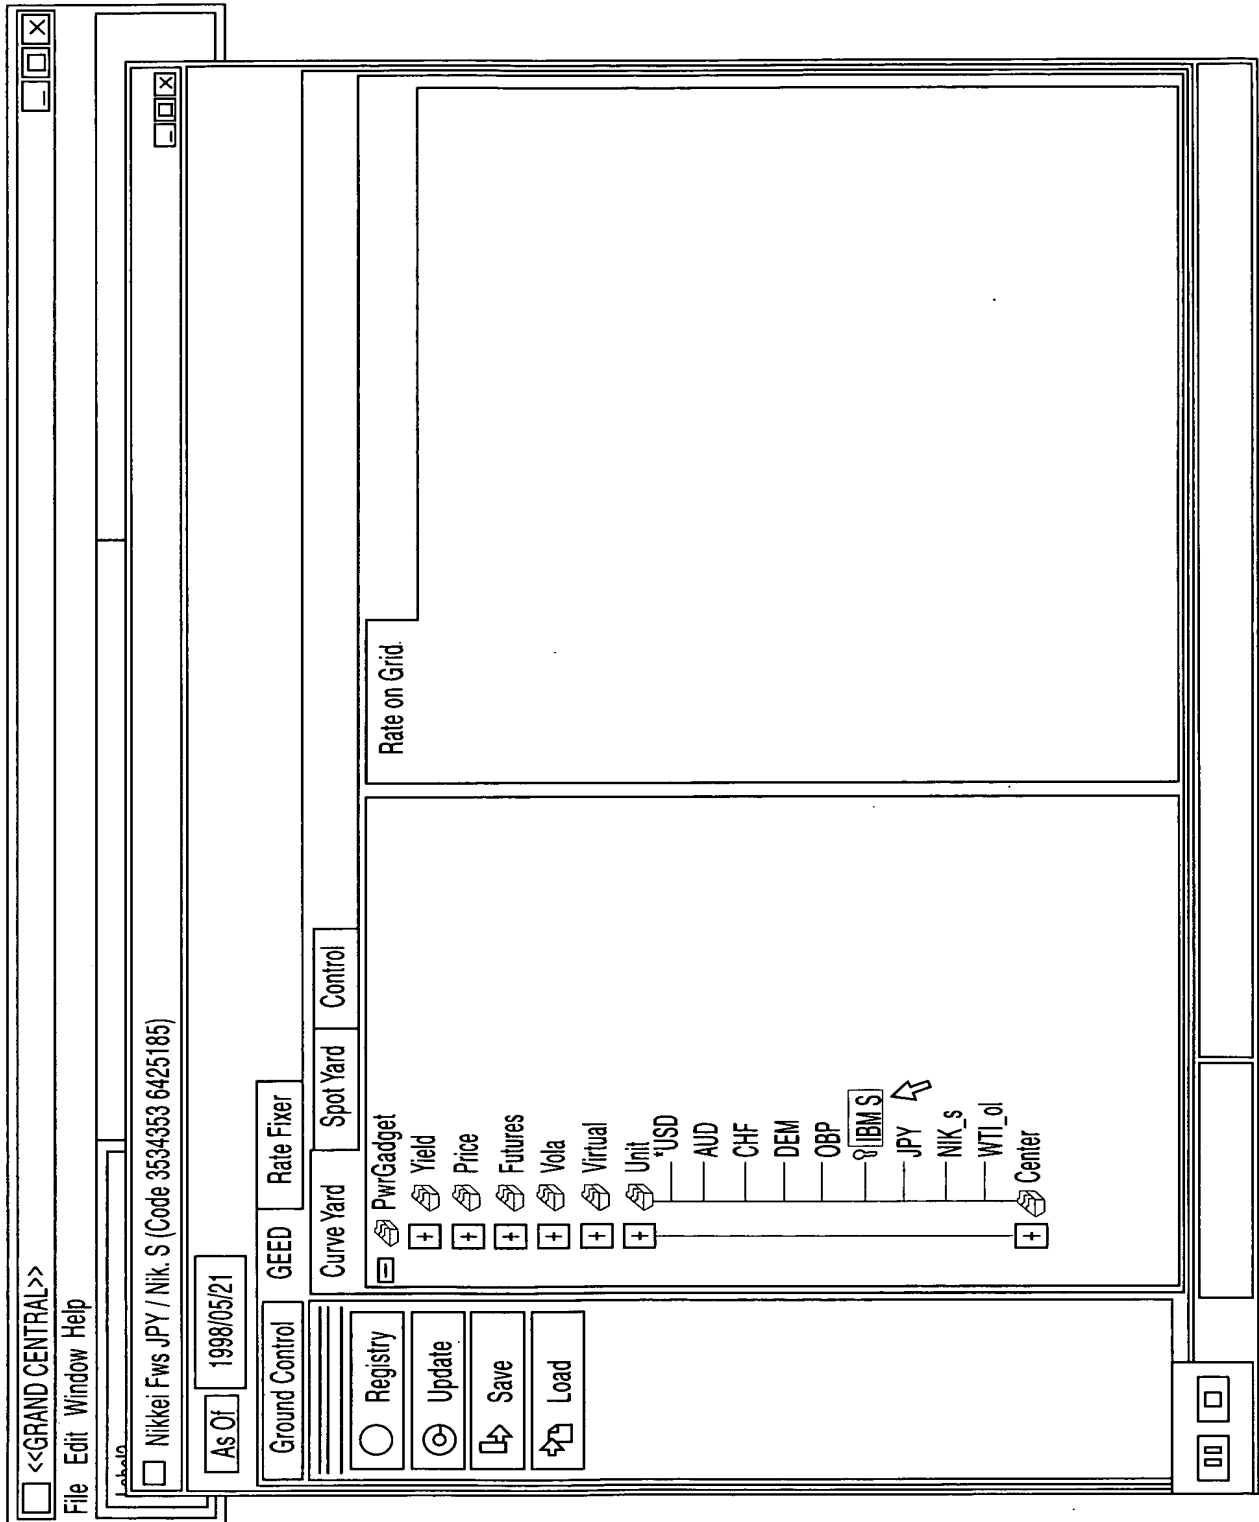 <<GRAND CENTRAL>>
File Edit Window Help
Nikkei Fws JPY / Nik. S (Code 3534353 6425185)
As Of 1998/05/21
Ground Control GEED Rate Fixer
Registry
Update
Save
Load
Curve Yard Spot Yard Control
PwrGadget
Yield
Price
Futures
Vola
Virtual
Unit
*USD
AUD
CHF
DEM
OBP
IBM S
JPY
NIK_s
WTI_ol
Center
Rate on Grid